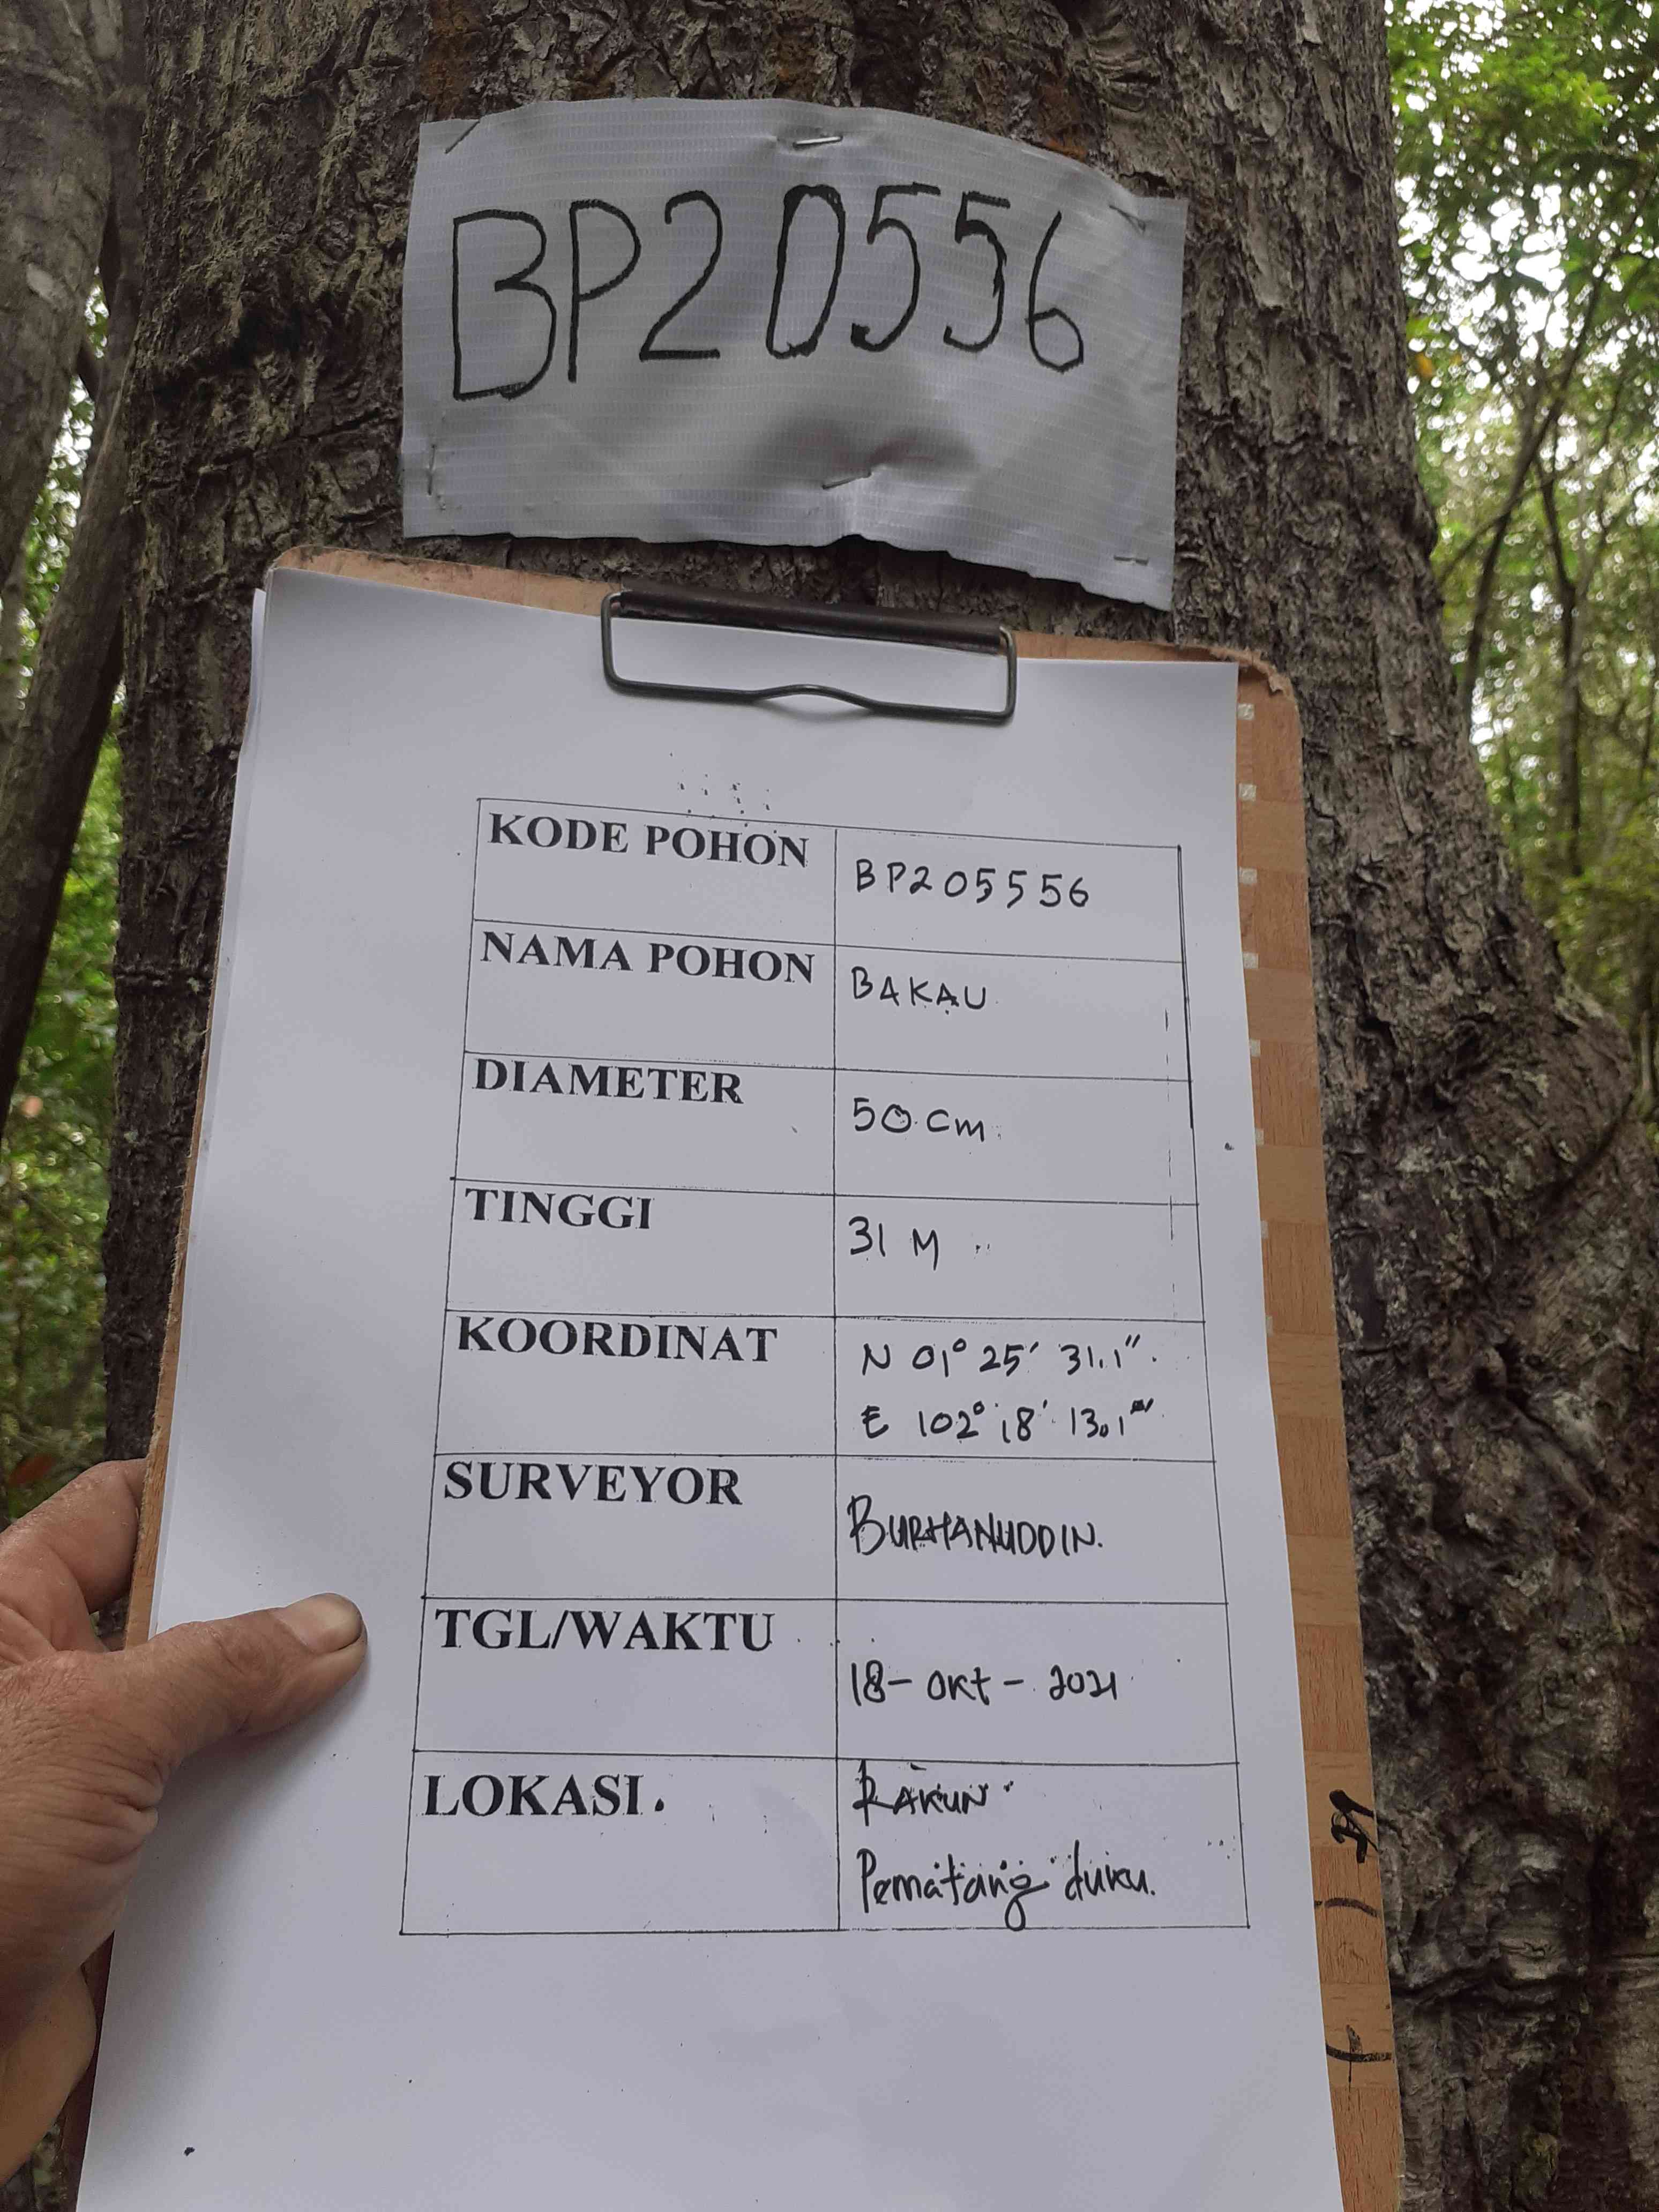 BP20556
KODE POHON BP205556
NAMA POHON BAKAU
DIAMETER 50 cm
TINGGI 31 M
KOORDINAT N 01° 25' 31.1"
E 102° 18' 13.1"
SURVEYOR BURHANUDDIN.
TGL/WAKTU 18-Okt-2021
LOKASI. RAKUN
Pematang duku.